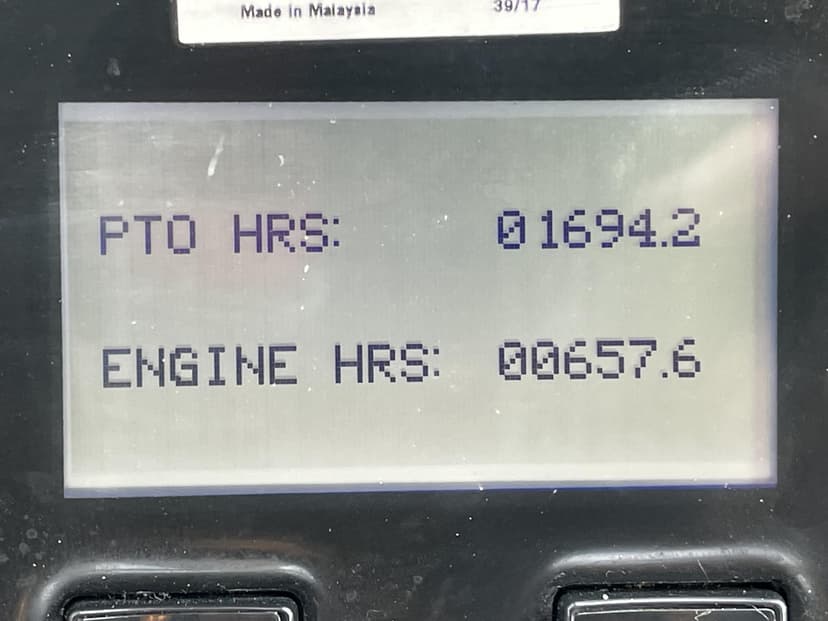 Made in Malaysia 39/17
PTO HRS: 01694.2
ENGINE HRS: 00657.6